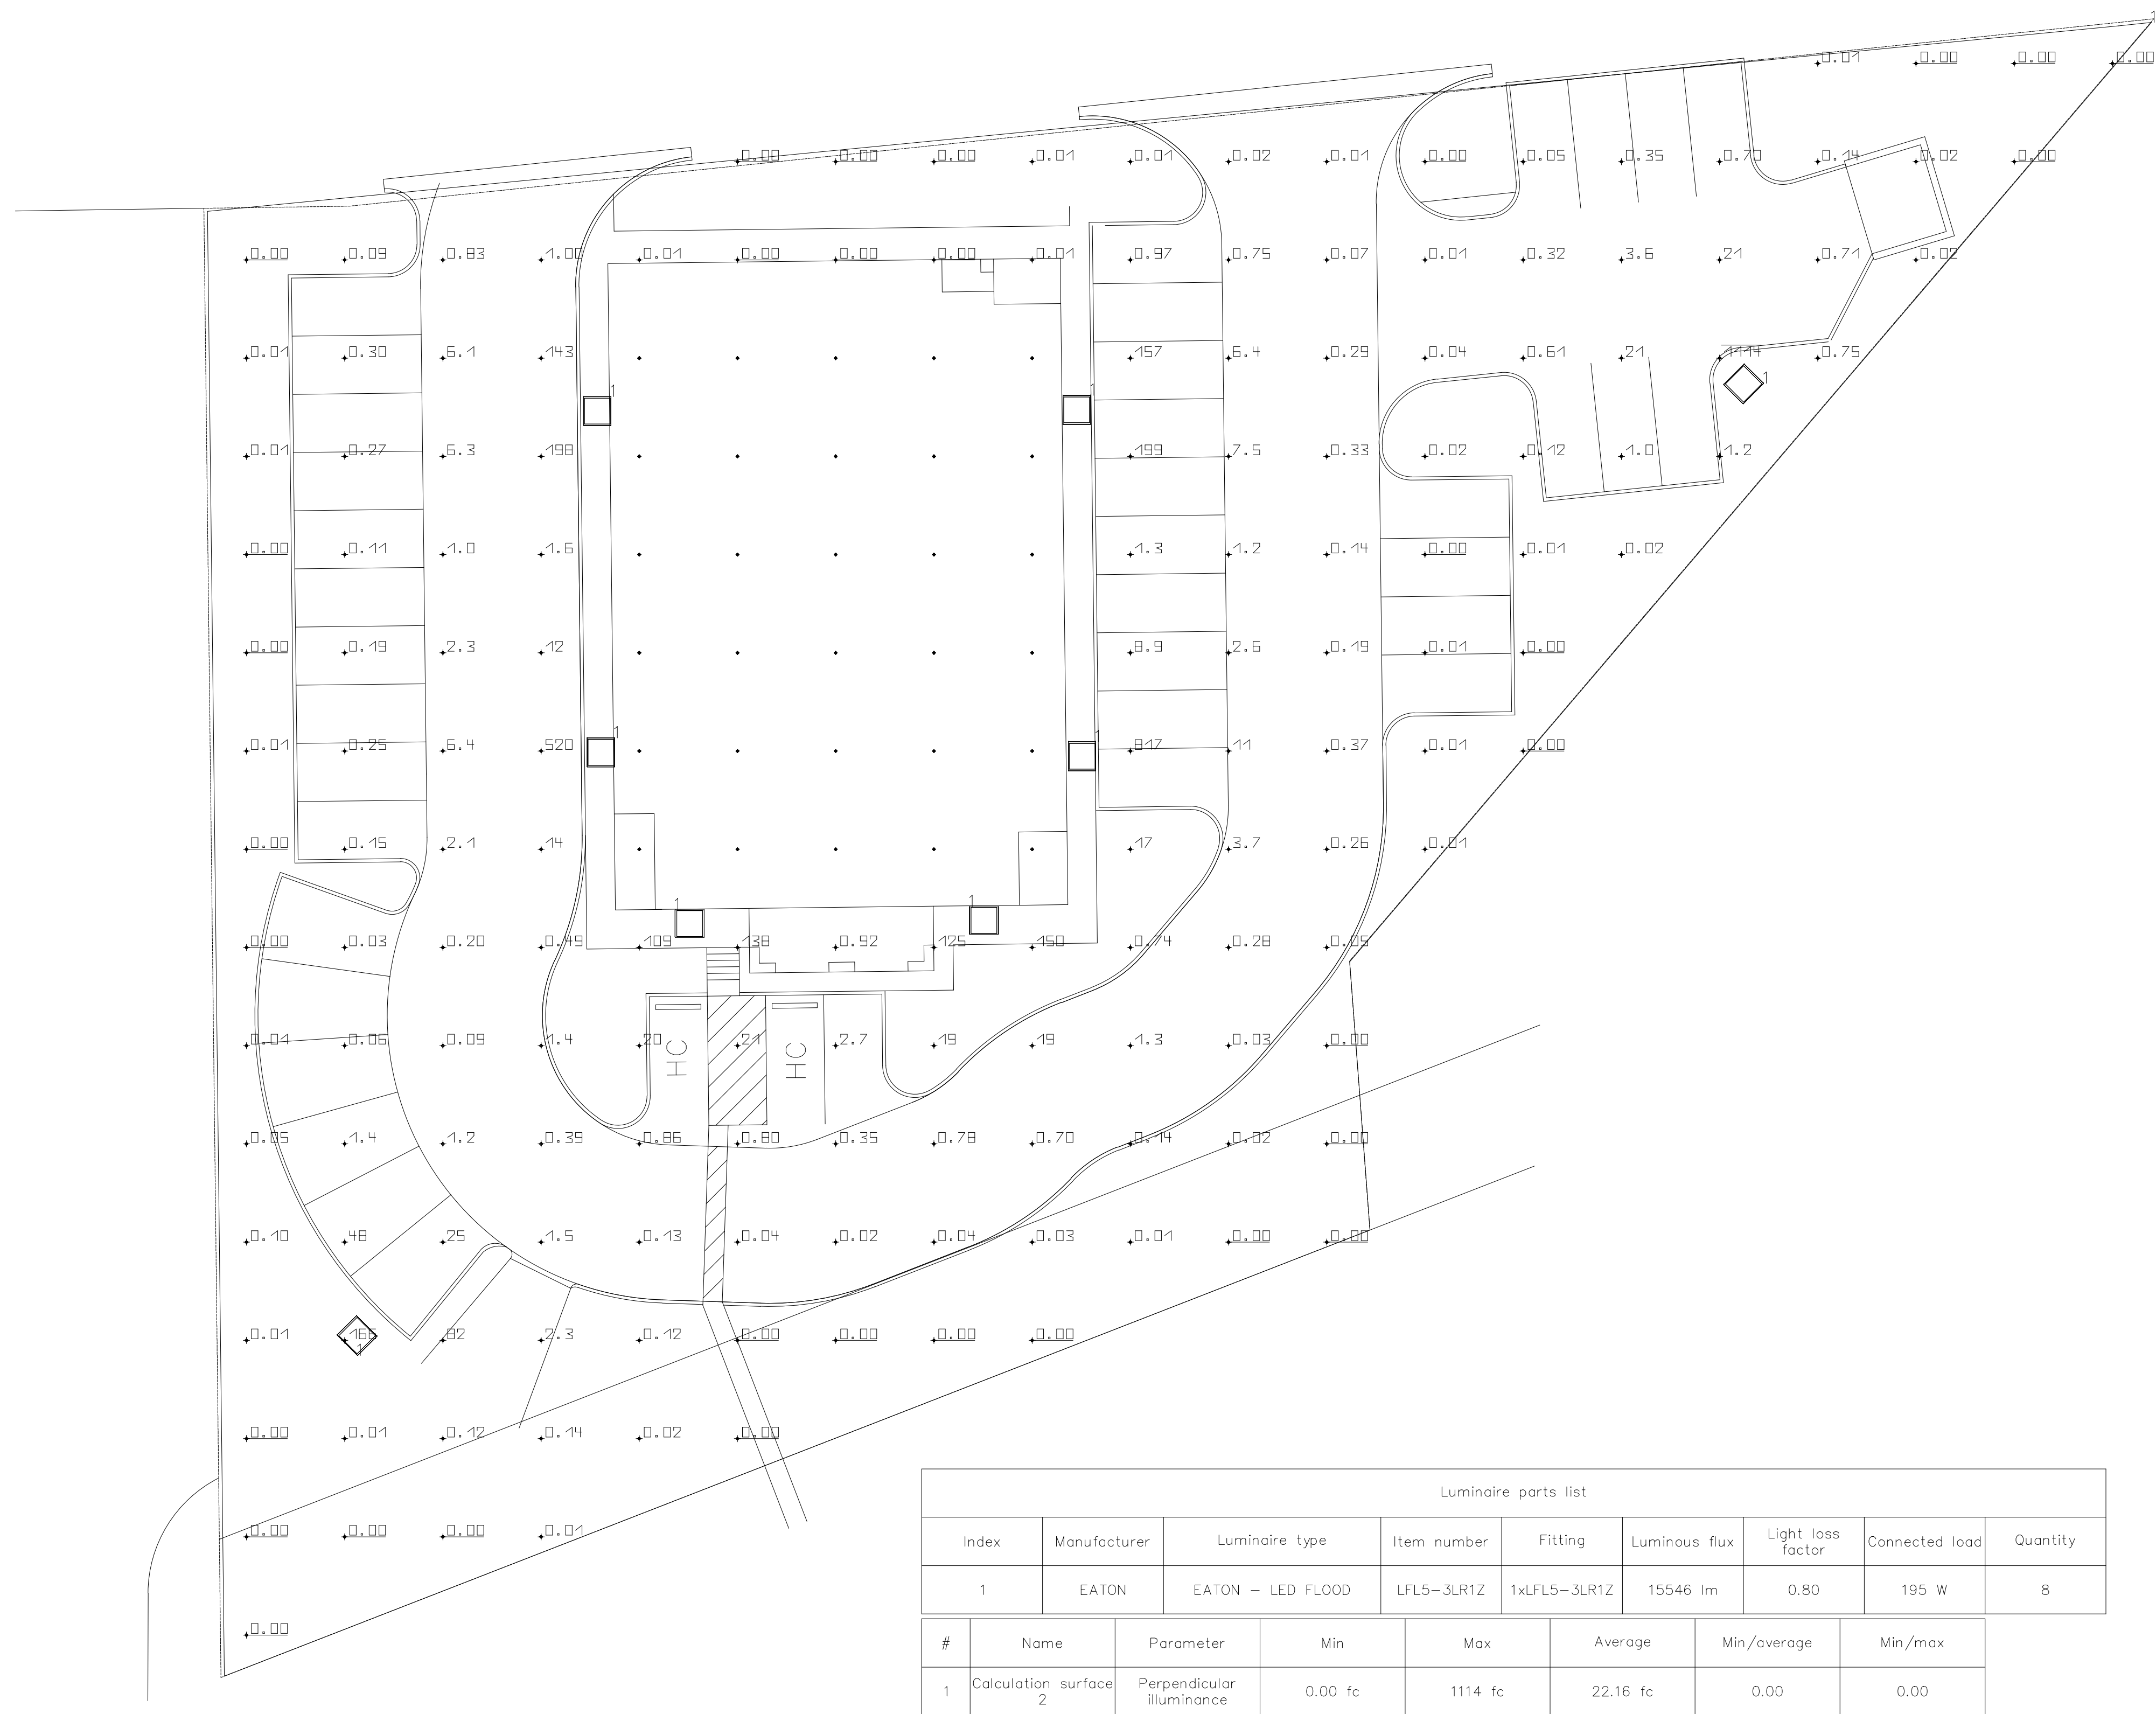 1
0.01 0.00 0.00 0.00
0.00 0.00 0.00 0.01 0.01 0.02 0.01 0.00 0.05 0.35 0.70 0.14 0.02 0.00
0.00 0.09 0.83 1.00 0.01 0.00 0.00 0.00 0.01 0.97 0.75 0.07 0.01 0.32 3.6 21 0.71 0.02
0.01 0.30 6.1 143 157 6.4 0.29 0.04 0.61 21 1114 0.75
1 1 1
0.01 0.27 6.3 198 199 7.5 0.33 0.02 0.12 1.0 1.2
0.00 0.11 1.0 1.6 1.3 1.2 0.14 0.00 0.01 0.02
0.00 0.19 2.3 12 8.9 2.6 0.19 0.01 0.00
1 1
0.01 0.25 6.4 520 817 11 0.37 0.01 0.00
0.00 0.15 2.1 14 17 3.7 0.26 0.01
1 1
0.00 0.03 0.20 0.49 109 138 0.92 125 150 0.74 0.28 0.05
0.01 0.06 0.09 1.4 20 21 2.7 19 19 1.3 0.03 0.00
HC HC
0.05 1.4 1.2 0.39 0.86 0.80 0.35 0.78 0.70 0.14 0.02 0.00
0.10 48 25 1.5 0.13 0.04 0.02 0.04 0.03 0.01 0.00 0.00
0.01 166 82 2.3 0.12 0.00 0.00 0.00 0.00
1
0.00 0.01 0.12 0.14 0.02 0.00
0.00 0.00 0.00 0.01
0.00
Luminaire parts list
Index Manufacturer Luminaire type Item number Fitting Luminous flux Light loss factor Connected load Quantity
1 EATON EATON - LED FLOOD LFL5-3LR1Z 1xLFL5-3LR1Z 15546 lm 0.80 195 W 8
# Name Parameter Min Max Average Min/average Min/max
1 Calculation surface 2 Perpendicular illuminance 0.00 fc 1114 fc 22.16 fc 0.00 0.00